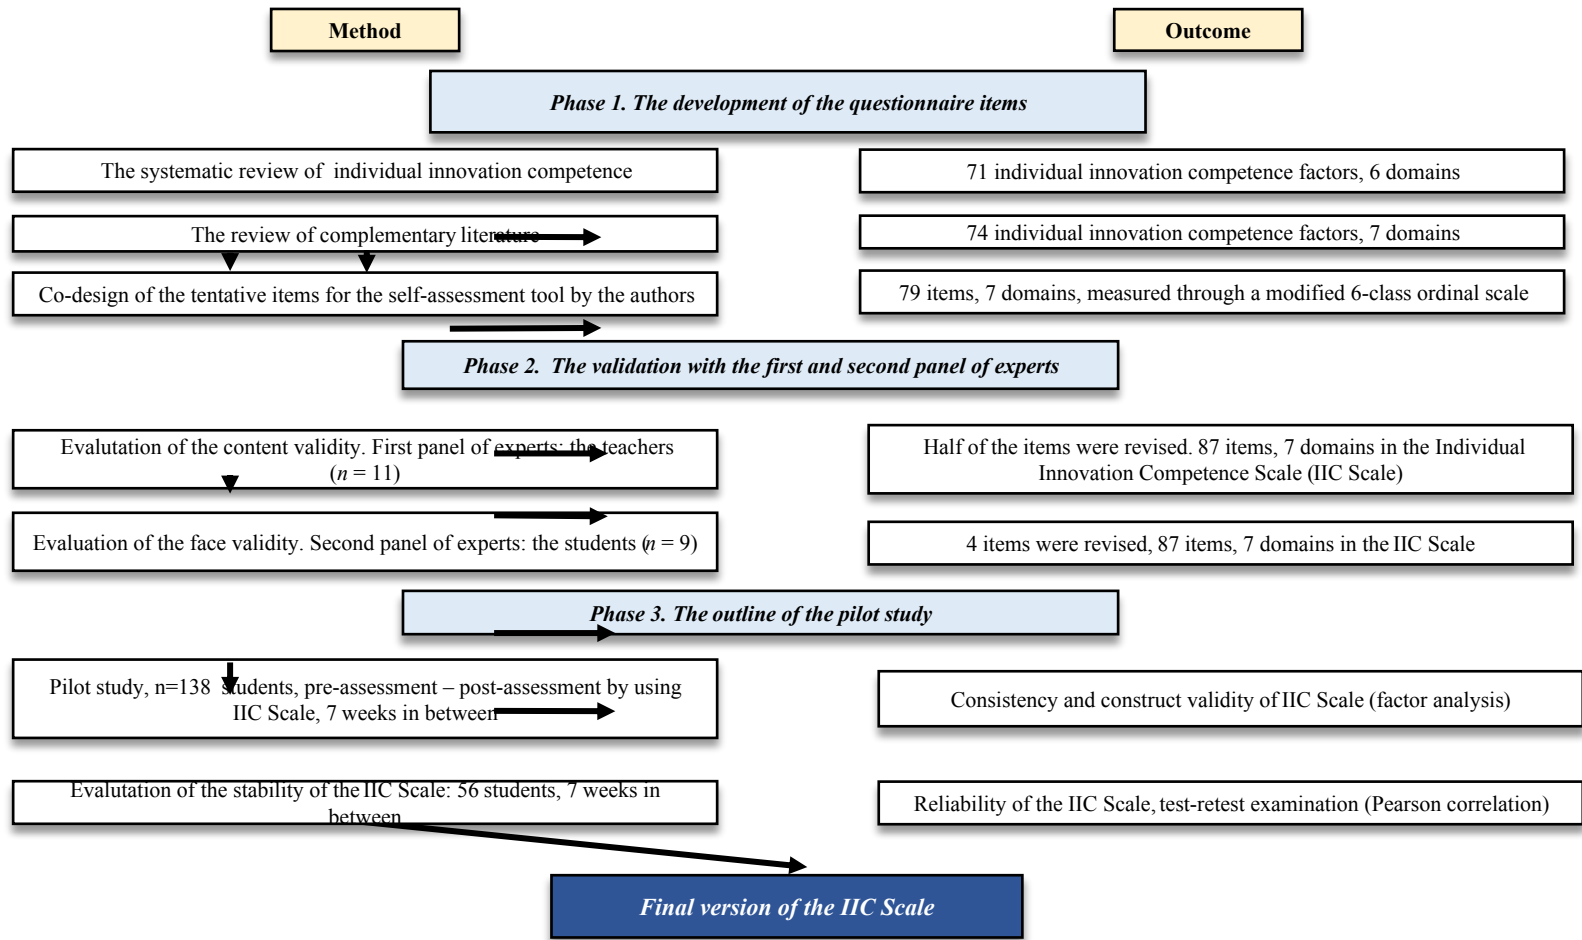 Method
Outcome
Phase 1. The development of the questionnaire items
The systematic review of individual innovation competence
71 individual innovation competence factors, 6 domains
The review of complementary literature
74 individual innovation competence factors, 7 domains
Co-design of the tentative items for the self-assessment tool by the authors
79 items, 7 domains, measured through a modified 6-class ordinal scale
Phase 2. The validation with the first and second panel of experts
Evalutation of the content validity. First panel of experts: the teachers
(n = 11)
Half of the items were revised. 87 items, 7 domains in the Individual
Innovation Competence Scale (IIC Scale)
Evaluation of the face validity. Second panel of experts: the students (n = 9)
4 items were revised, 87 items, 7 domains in the IIC Scale
Phase 3. The outline of the pilot study
Pilot study, n=138 students, pre-assessment – post-assessment by using
IIC Scale, 7 weeks in between
Consistency and construct validity of IIC Scale (factor analysis)
Evalutation of the stability of the IIC Scale: 56 students, 7 weeks in
between
Reliability of the IIC Scale, test-retest examination (Pearson correlation)
Final version of the IIC Scale